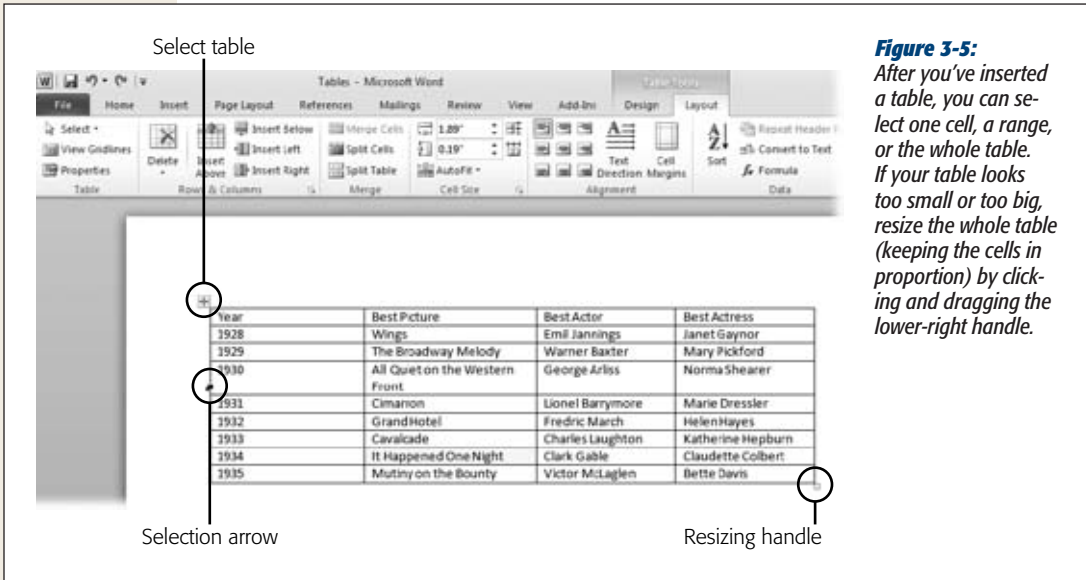 Select table
Figure 3-5:
After you've inserted
a table, you can se-
lect one cell, a range,
or the whole table.
If your table looks
too small or too big,
resize the whole table
(keeping the cells in
proportion) by click-
ing and dragging the
lower-right handle.
W
Tables - Microsoft Word Table Tools
File Home Insert Page Layout References Mailings Review View Add-Ins Design Layout
Select Insert Below Merge Cells 1.89" Repeat Header
View Gridlines Delete Insert Insert Left Split Cells 0.19" Text Cell Sort Convert to Text
Properties Above Insert Right Split Table AutoFit Direction Margins Formula
Table Rows & Columns Merge Cell Size Alignment Data
Year Best Picture Best Actor Best Actress
1928 Wings Emil Jannings Janet Gaynor
1929 The Broadway Melody Warner Baxter Mary Pickford
1930 All Quiet on the Western George Arliss Norma Shearer
Front
1931 Cimarron Lionel Barrymore Marie Dressler
1932 Grand Hotel Fredric March Helen Hayes
1933 Cavalcade Charles Laughton Katherine Hepburn
1934 It Happened One Night Clark Gable Claudette Colbert
1935 Mutiny on the Bounty Victor McLaglen Bette Davis
Selection arrow Resizing handle